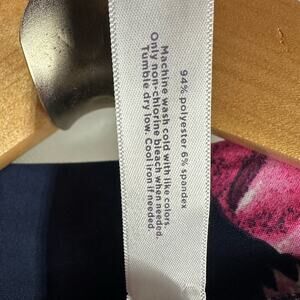 94% polyester 6% spandex
Machine wash cold with like colors.
Only non-chlorine bleach when needed.
Tumble dry low. Cool iron if needed.